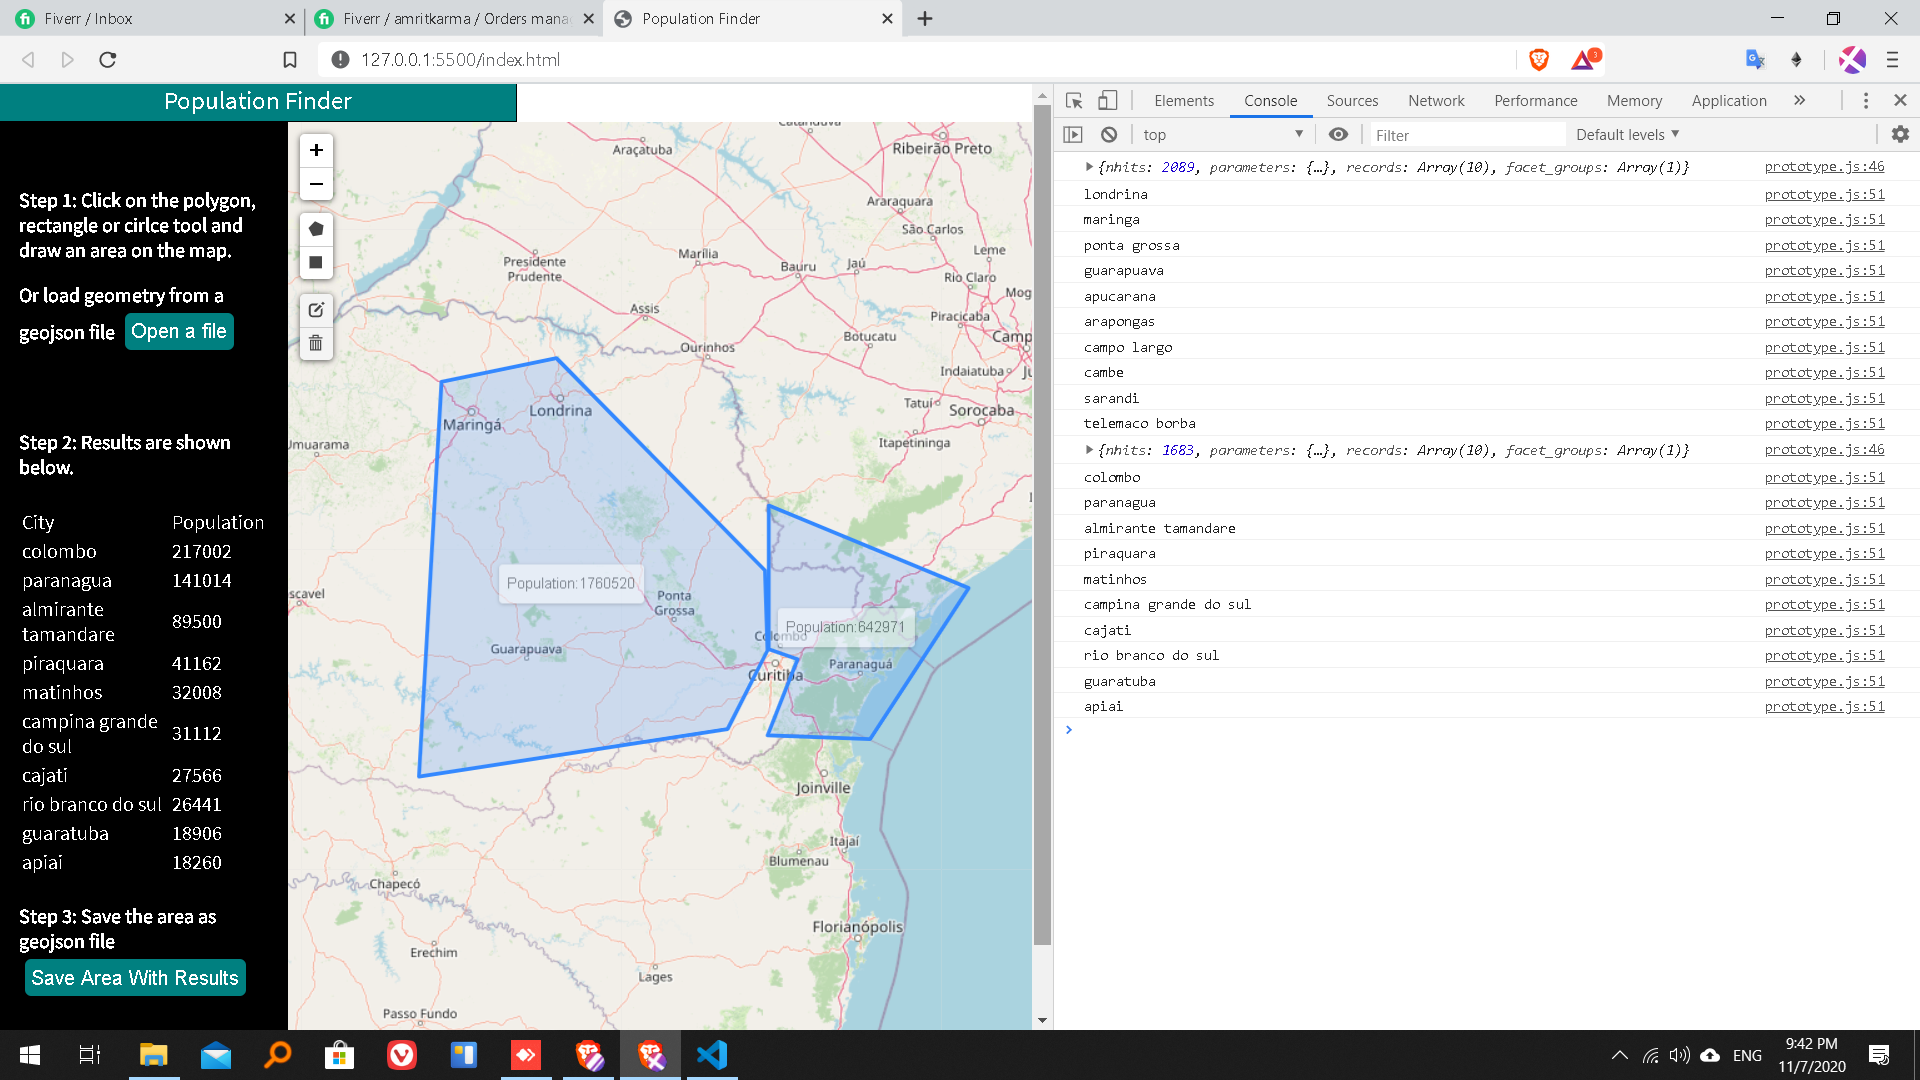 Fiverr / Inbox
Fiverr / amritkarma / Orders mana
Population Finder
127.0.0.1:5500/index.html
3
Population Finder
Step 1: Click on the polygon,
rectangle or cirlce tool and
draw an area on the map.
Or load geometry from a
geojson file Open a file
Step 2: Results are shown
below.
City Population
colombo 217002
paranagua 141014
almirante
tamandare 89500
piraquara 41162
matinhos 32008
campina grande
do sul 31112
cajati 27566
rio branco do sul 26441
guaratuba 18906
apiai 18260
Step 3: Save the area as
geojson file
Save Area With Results
+
−
Catanduva
Araçatuba
Ribeirão Preto
Araraquara
São Carlos
Leme
Marília
Presidente
Prudente
Bauru
Jaú
Rio Claro
Mog
Assis
Piracicaba
Botucatu
Camp
Ourinhos
Indaiatuba
Ju
Tatuí
Sorocaba
Londrina
Maringá
Umuarama
Itapetininga
Population:1760520
scavel
Ponta
Grossa
Population:642971
Colombo
Guarapuava
Paranaguá
Curitiba
Joinville
Itajaí
Blumenau
Chapecó
Florianópolis
Erechim
Lages
Passo Fundo
Elements Console Sources Network Performance Memory Application »
top Filter Default levels
{nhits: 2089, parameters: {…}, records: Array(10), facet_groups: Array(1)} prototype.js:46
londrina prototype.js:51
maringa prototype.js:51
ponta grossa prototype.js:51
guarapuava prototype.js:51
apucarana prototype.js:51
arapongas prototype.js:51
campo largo prototype.js:51
cambe prototype.js:51
sarandi prototype.js:51
telemaco borba prototype.js:51
{nhits: 1683, parameters: {…}, records: Array(10), facet_groups: Array(1)} prototype.js:46
colombo prototype.js:51
paranagua prototype.js:51
almirante tamandare prototype.js:51
piraquara prototype.js:51
matinhos prototype.js:51
campina grande do sul prototype.js:51
cajati prototype.js:51
rio branco do sul prototype.js:51
guaratuba prototype.js:51
apiai prototype.js:51
ENG
9:42 PM
11/7/2020